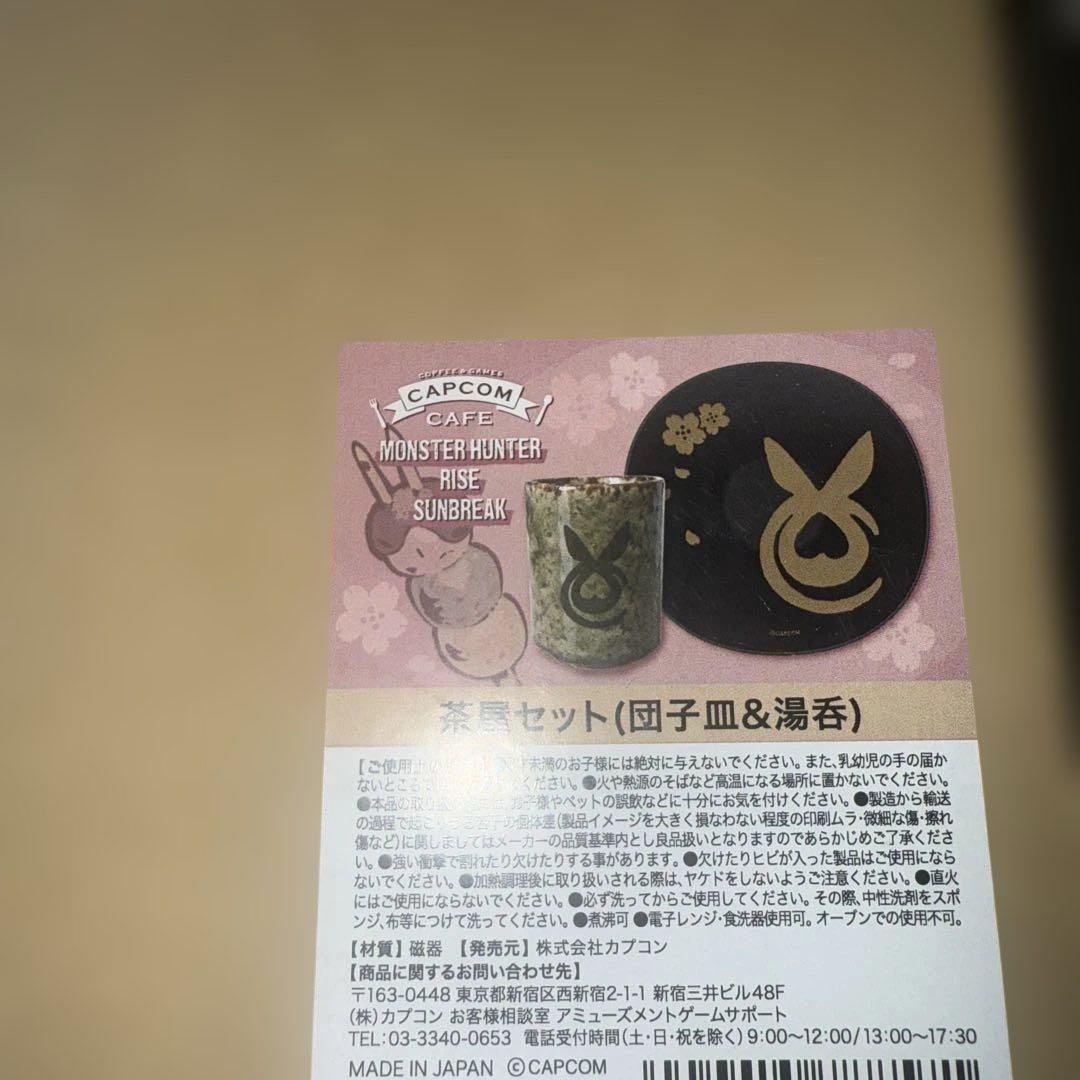 COFFEE & GAMES
CAPCOM
CAFE
MONSTER HUNTER
RISE
SUNBREAK
©CAPCOM
茶屋セット(団子皿&湯呑)
【ご使用上の 未満のお子様には絶対に与えないでください。また、乳幼児の手の届か
ないところ ください。●火や熱源のそばなど高温になる場所に置かないでください。
●本品の取り お子様やペットの誤飲などに十分にお気を付けください。●製造から輸送
の過程で起こりうる若干の個体差(製品イメージを大きく損なわない程度の印刷ムラ・微細な傷・擦れ
傷など)に関しましてはメーカーの品質基準内とし良品扱いとなりますのであらかじめご了承くださ
い。●強い衝撃で割れたり欠けたりする事があります。●欠けたりヒビが入った製品はご使用になら
ないでください。●加熱調理後に取り扱いされる際は、ヤケドをしないようご注意ください。●直火
にはご使用にならないでください。●必ず洗ってからご使用してください。その際、中性洗剤をスポ
ンジ、布等につけて洗ってください。●煮沸可 ●電子レンジ・食洗器使用可。オーブンでの使用不可。
【材質】磁器 【発売元】株式会社カプコン
【商品に関するお問い合わせ先】
〒163-0448 東京都新宿区西新宿2-1-1 新宿三井ビル48F
(株)カプコン お客様相談室 アミューズメントゲームサポート
TEL:03-3340-0653 電話受付時間(土・日・祝を除く)9:00〜12:00/13:00〜17:30
MADE IN JAPAN ©CAPCOM